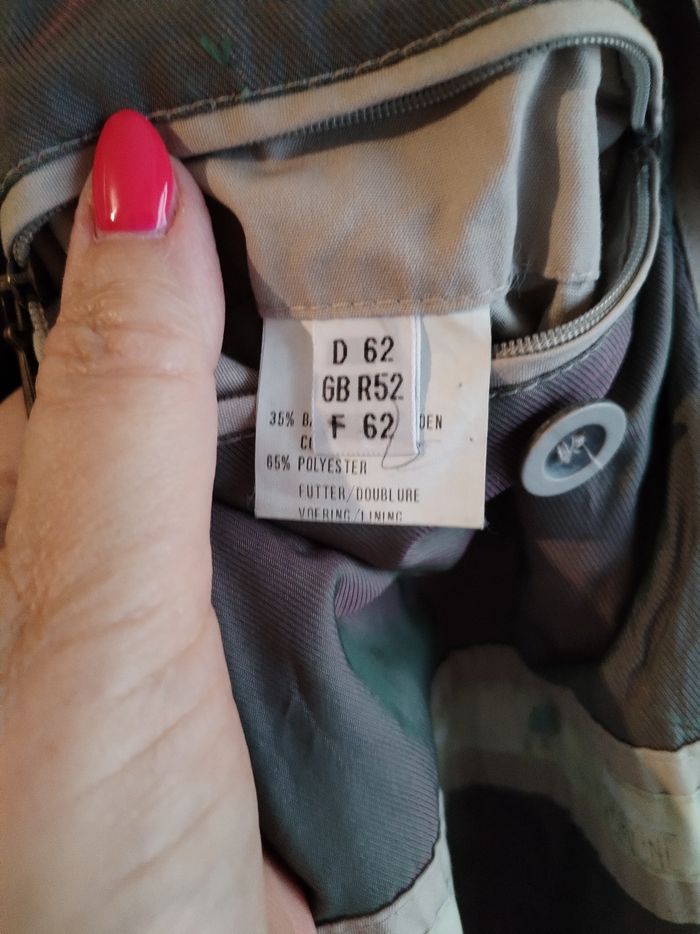 D 62
GB R52
F 62
35%
65% POLYESTER
FUTTER/DOUBLURE
VOERING/LINING